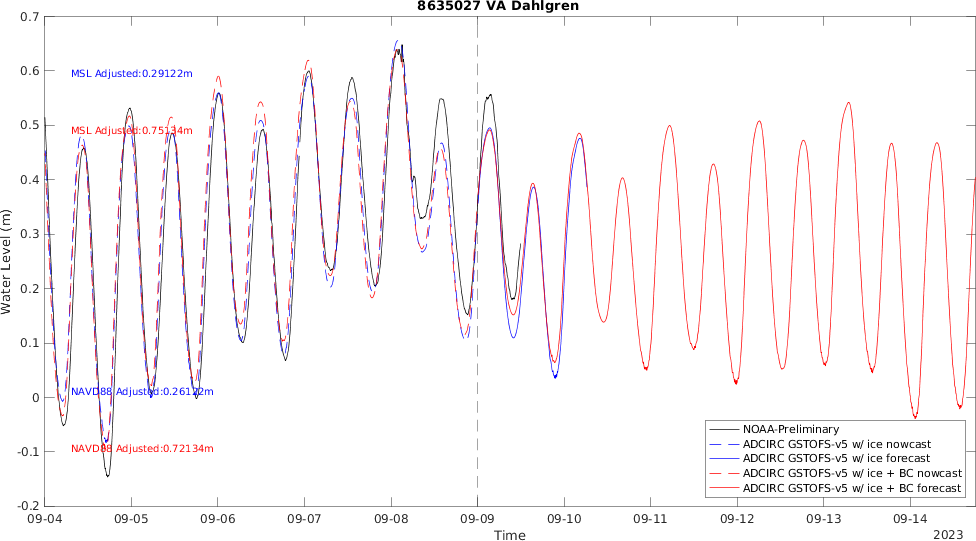 8635027 VA Dahlgren
0.7
0.6
0.5
0.4
0.3
0.2
0.1
0
-0.1
-0.2
Water Level (m)
MSL Adjusted:0.29122m
MSL Adjusted:0.75134m
NAVD88 Adjusted:0.26122m
NAVD88 Adjusted:0.72134m
NOAA-Preliminary
ADCIRC GSTOFS-v5 w/ ice nowcast
ADCIRC GSTOFS-v5 w/ ice forecast
ADCIRC GSTOFS-v5 w/ ice + BC nowcast
ADCIRC GSTOFS-v5 w/ ice + BC forecast
09-04 09-05 09-06 09-07 09-08 09-09 09-10 09-11 09-12 09-13 09-14
Time
2023